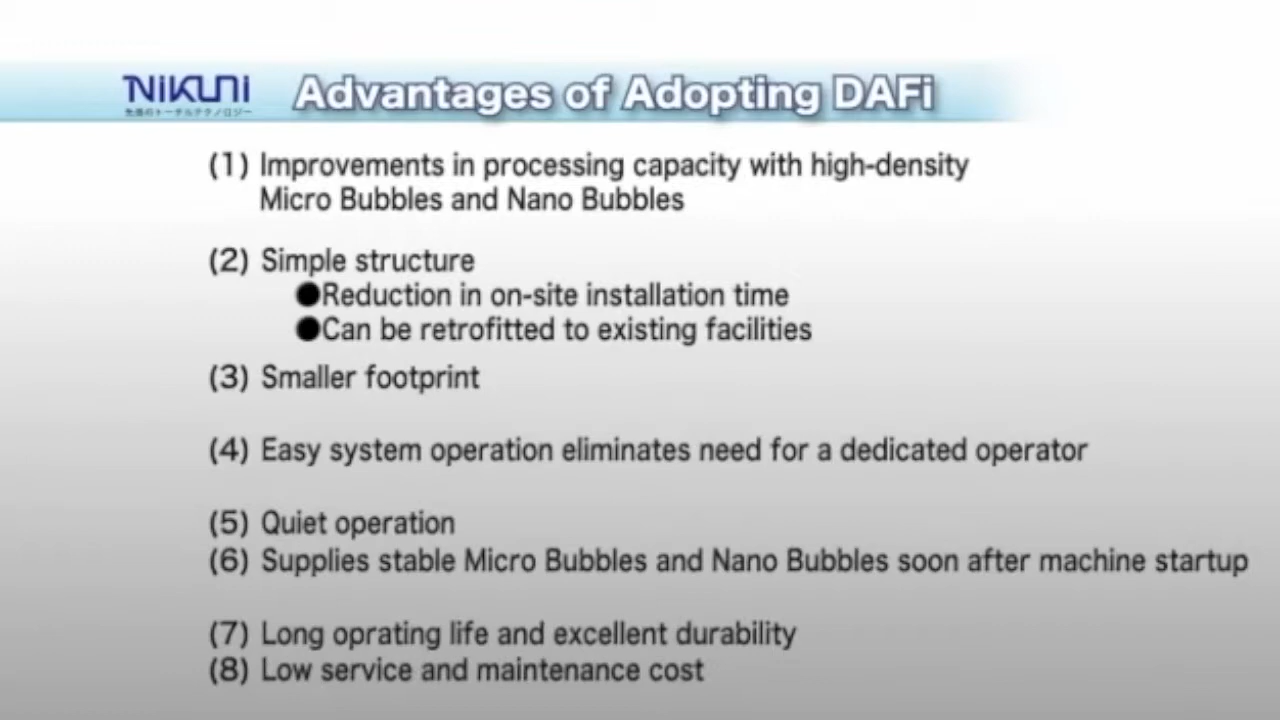 NiKUNi
Advantages of Adopting DAFi
(1) Improvements in processing capacity with high-density
Micro Bubbles and Nano Bubbles
(2) Simple structure
●Reduction in on-site installation time
●Can be retrofitted to existing facilities
(3) Smaller footprint
(4) Easy system operation eliminates need for a dedicated operator
(5) Quiet operation
(6) Supplies stable Micro Bubbles and Nano Bubbles soon after machine startup
(7) Long oprating life and excellent durability
(8) Low service and maintenance cost